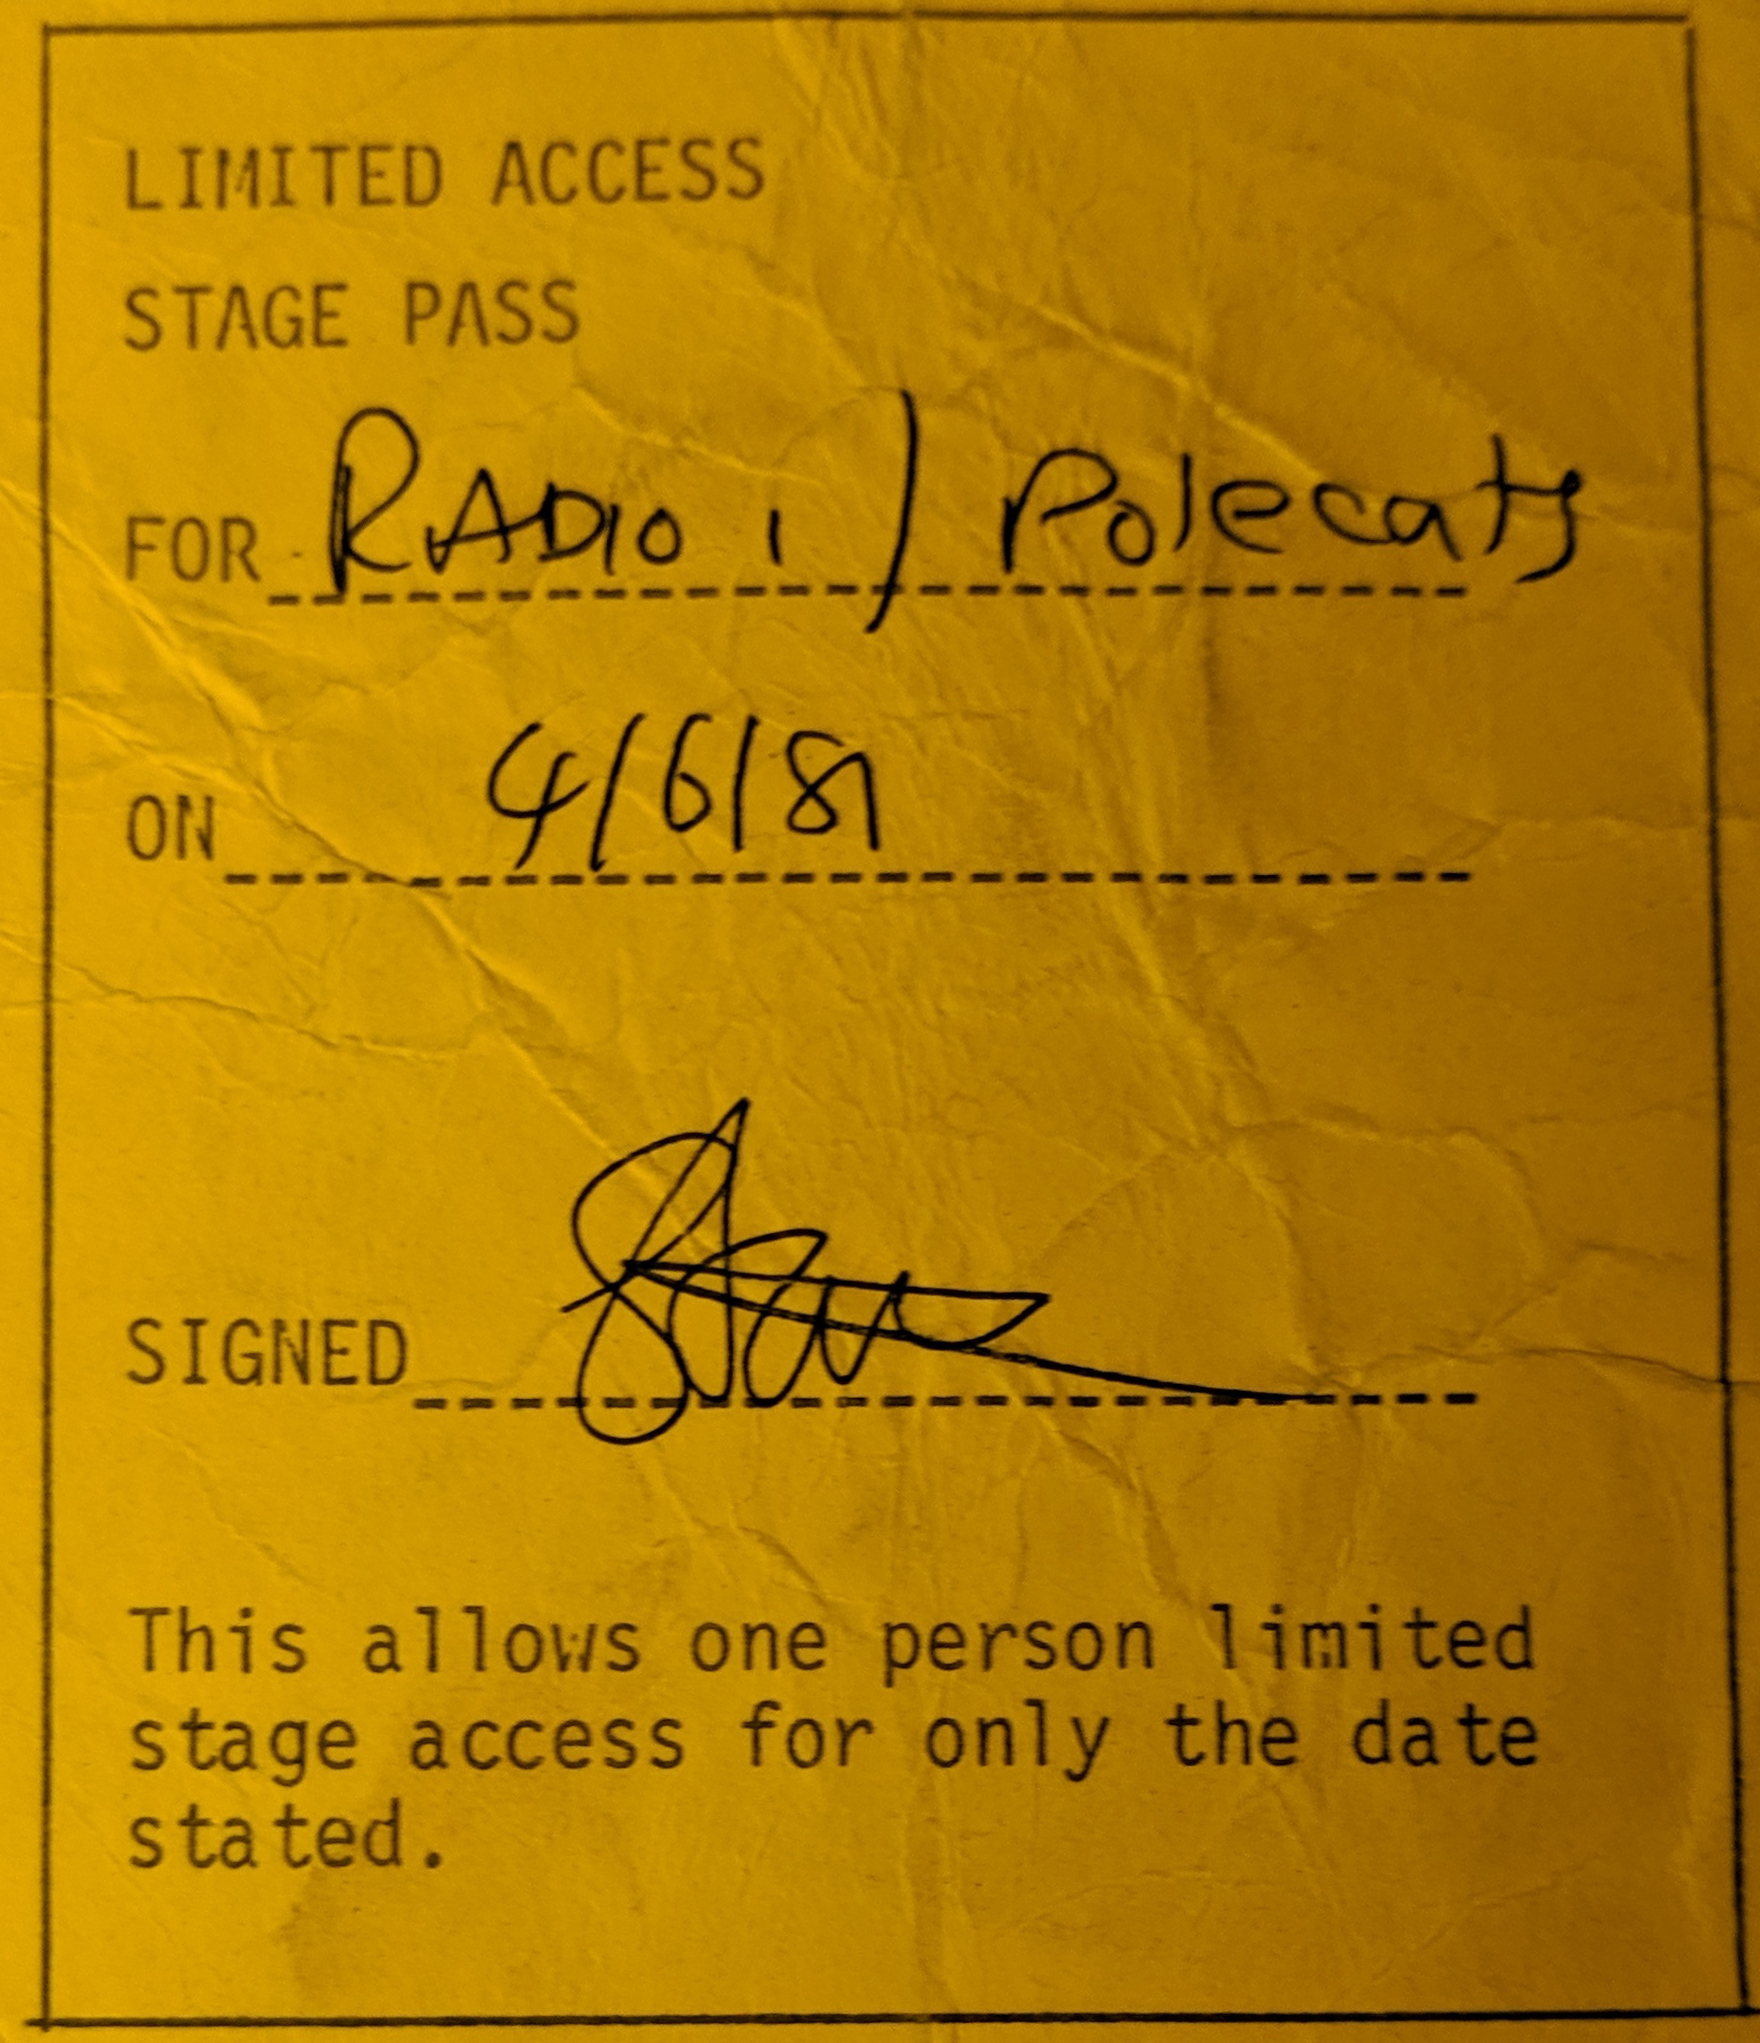 LIMITED ACCESS
STAGE PASS
FOR RADIO 1 / Polecats
ON 4/6/81
SIGNED
This allows one person limited
stage access for only the date
stated.